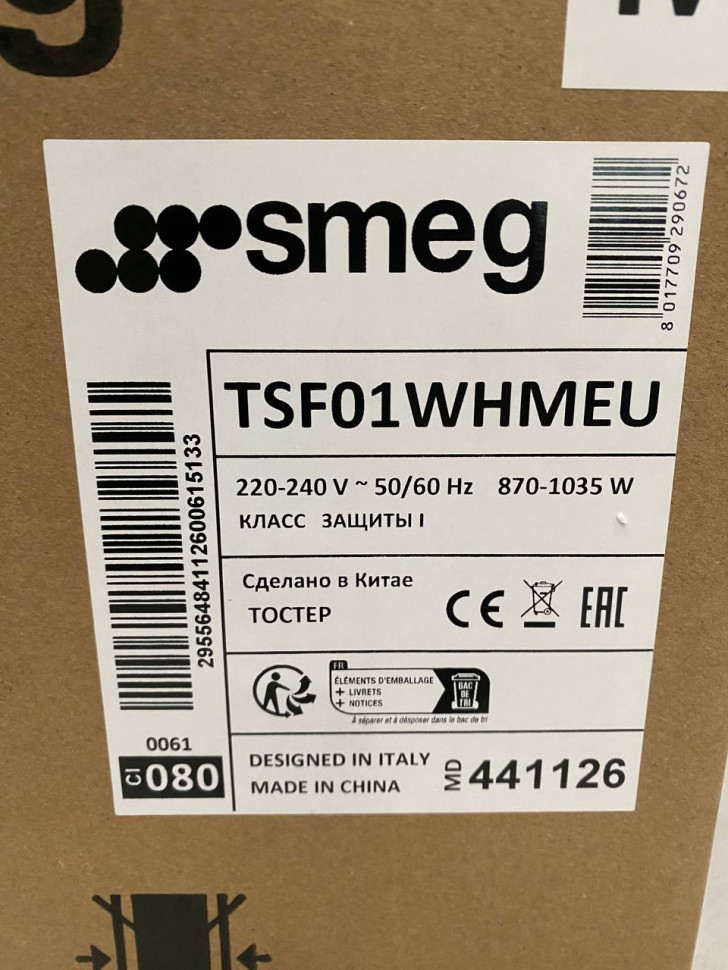 smeg
8 017709 290672
TSF01WHMEU
220-240 V ~ 50/60 Hz 870-1035 W
КЛАСС ЗАЩИТЫ I
29556484112600615133
Сделано в Китае
ТОСТЕР
CE
EAC
FR
ÉLÉMENTS D'EMBALLAGE
+ LIVRETS
+ NOTICES
BAC
DE
TRI
À séparer et à désposer dans le bac de tri
0061
CI 080
DESIGNED IN ITALY
MADE IN CHINA
MD 441126